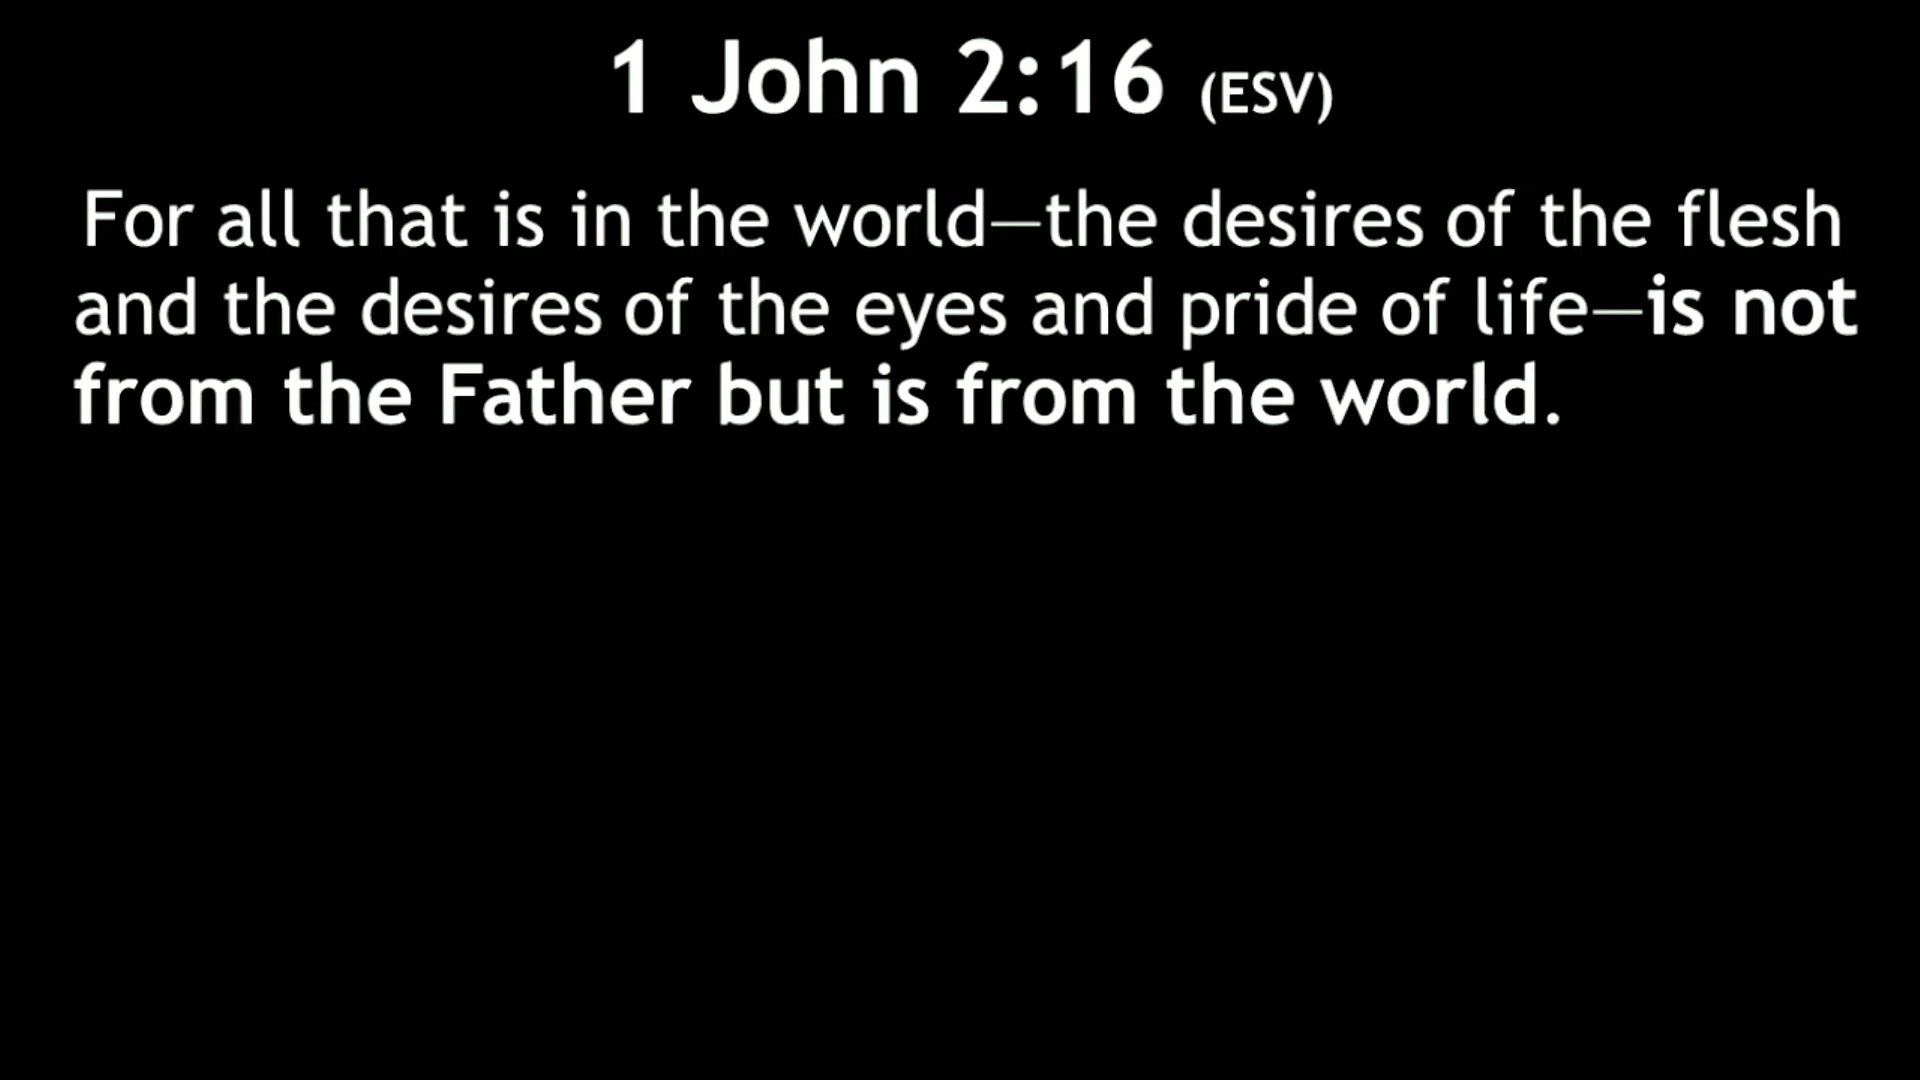 1 John 2:16 (ESV)
For all that is in the world—the desires of the flesh
and the desires of the eyes and pride of life—is not
from the Father but is from the world.